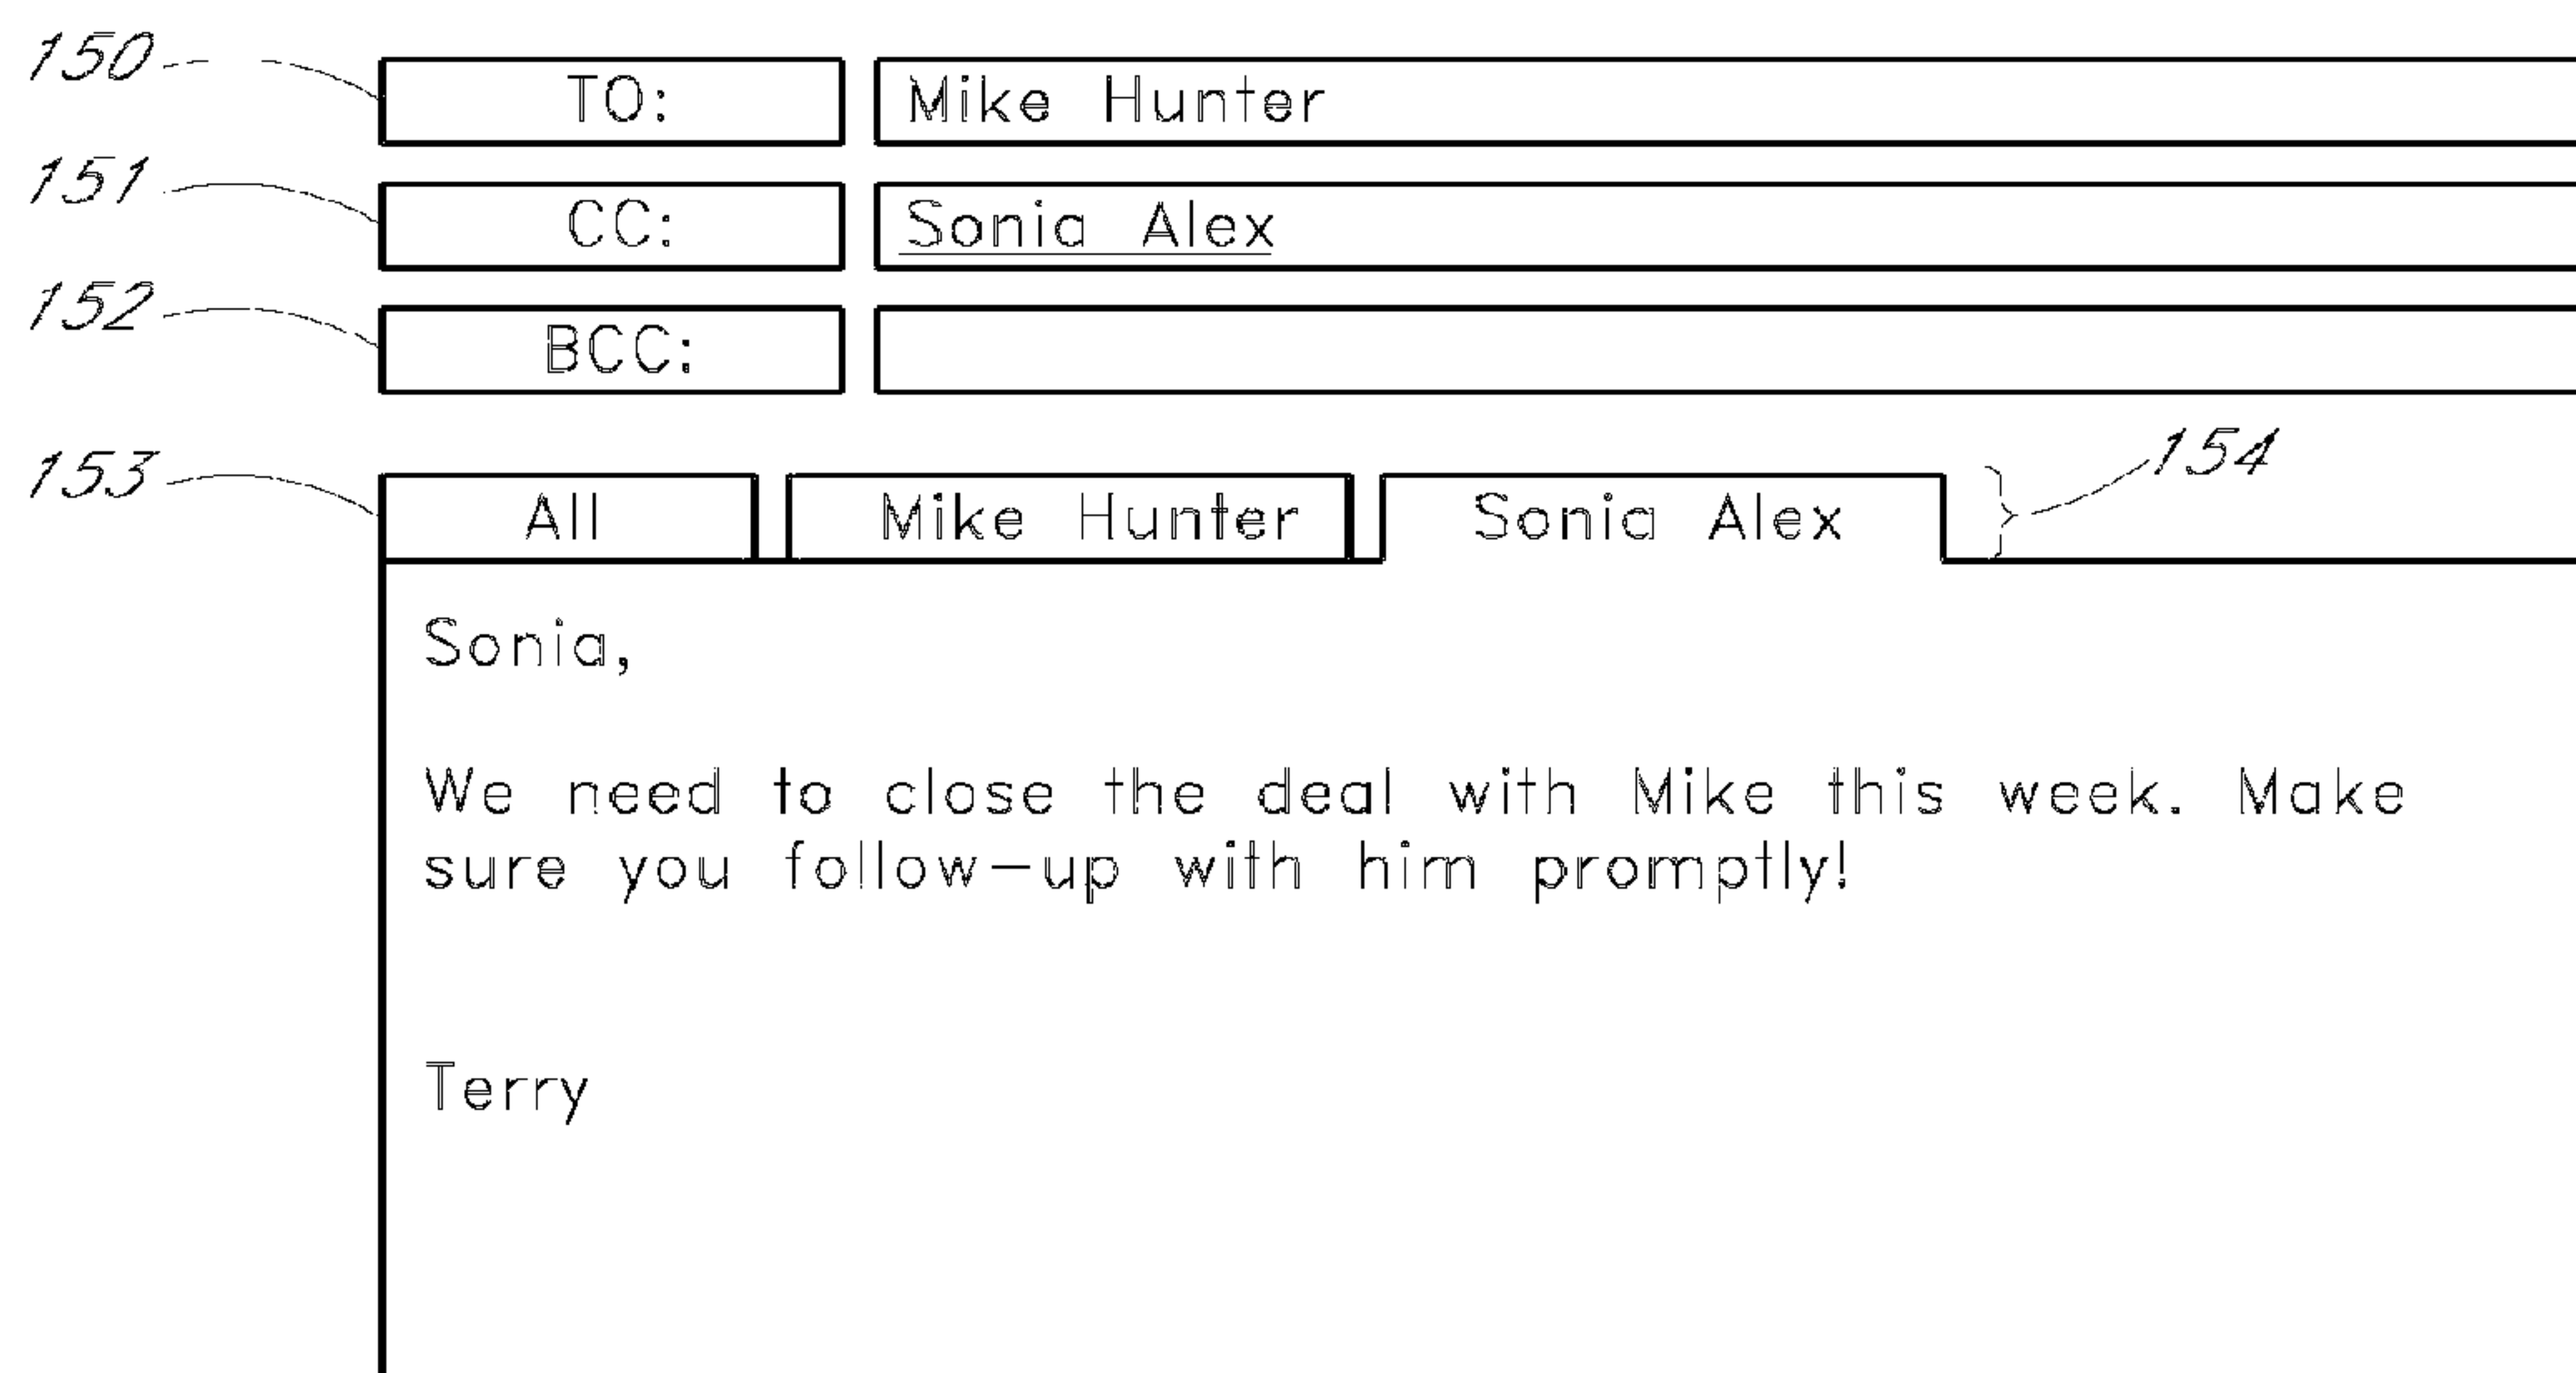 150 TO: Mike Hunter
151 CC: Sonia Alex
152 BCC:
153 All Mike Hunter Sonia Alex 154
Sonia,
We need to close the deal with Mike this week. Make
sure you follow-up with him promptly!
Terry